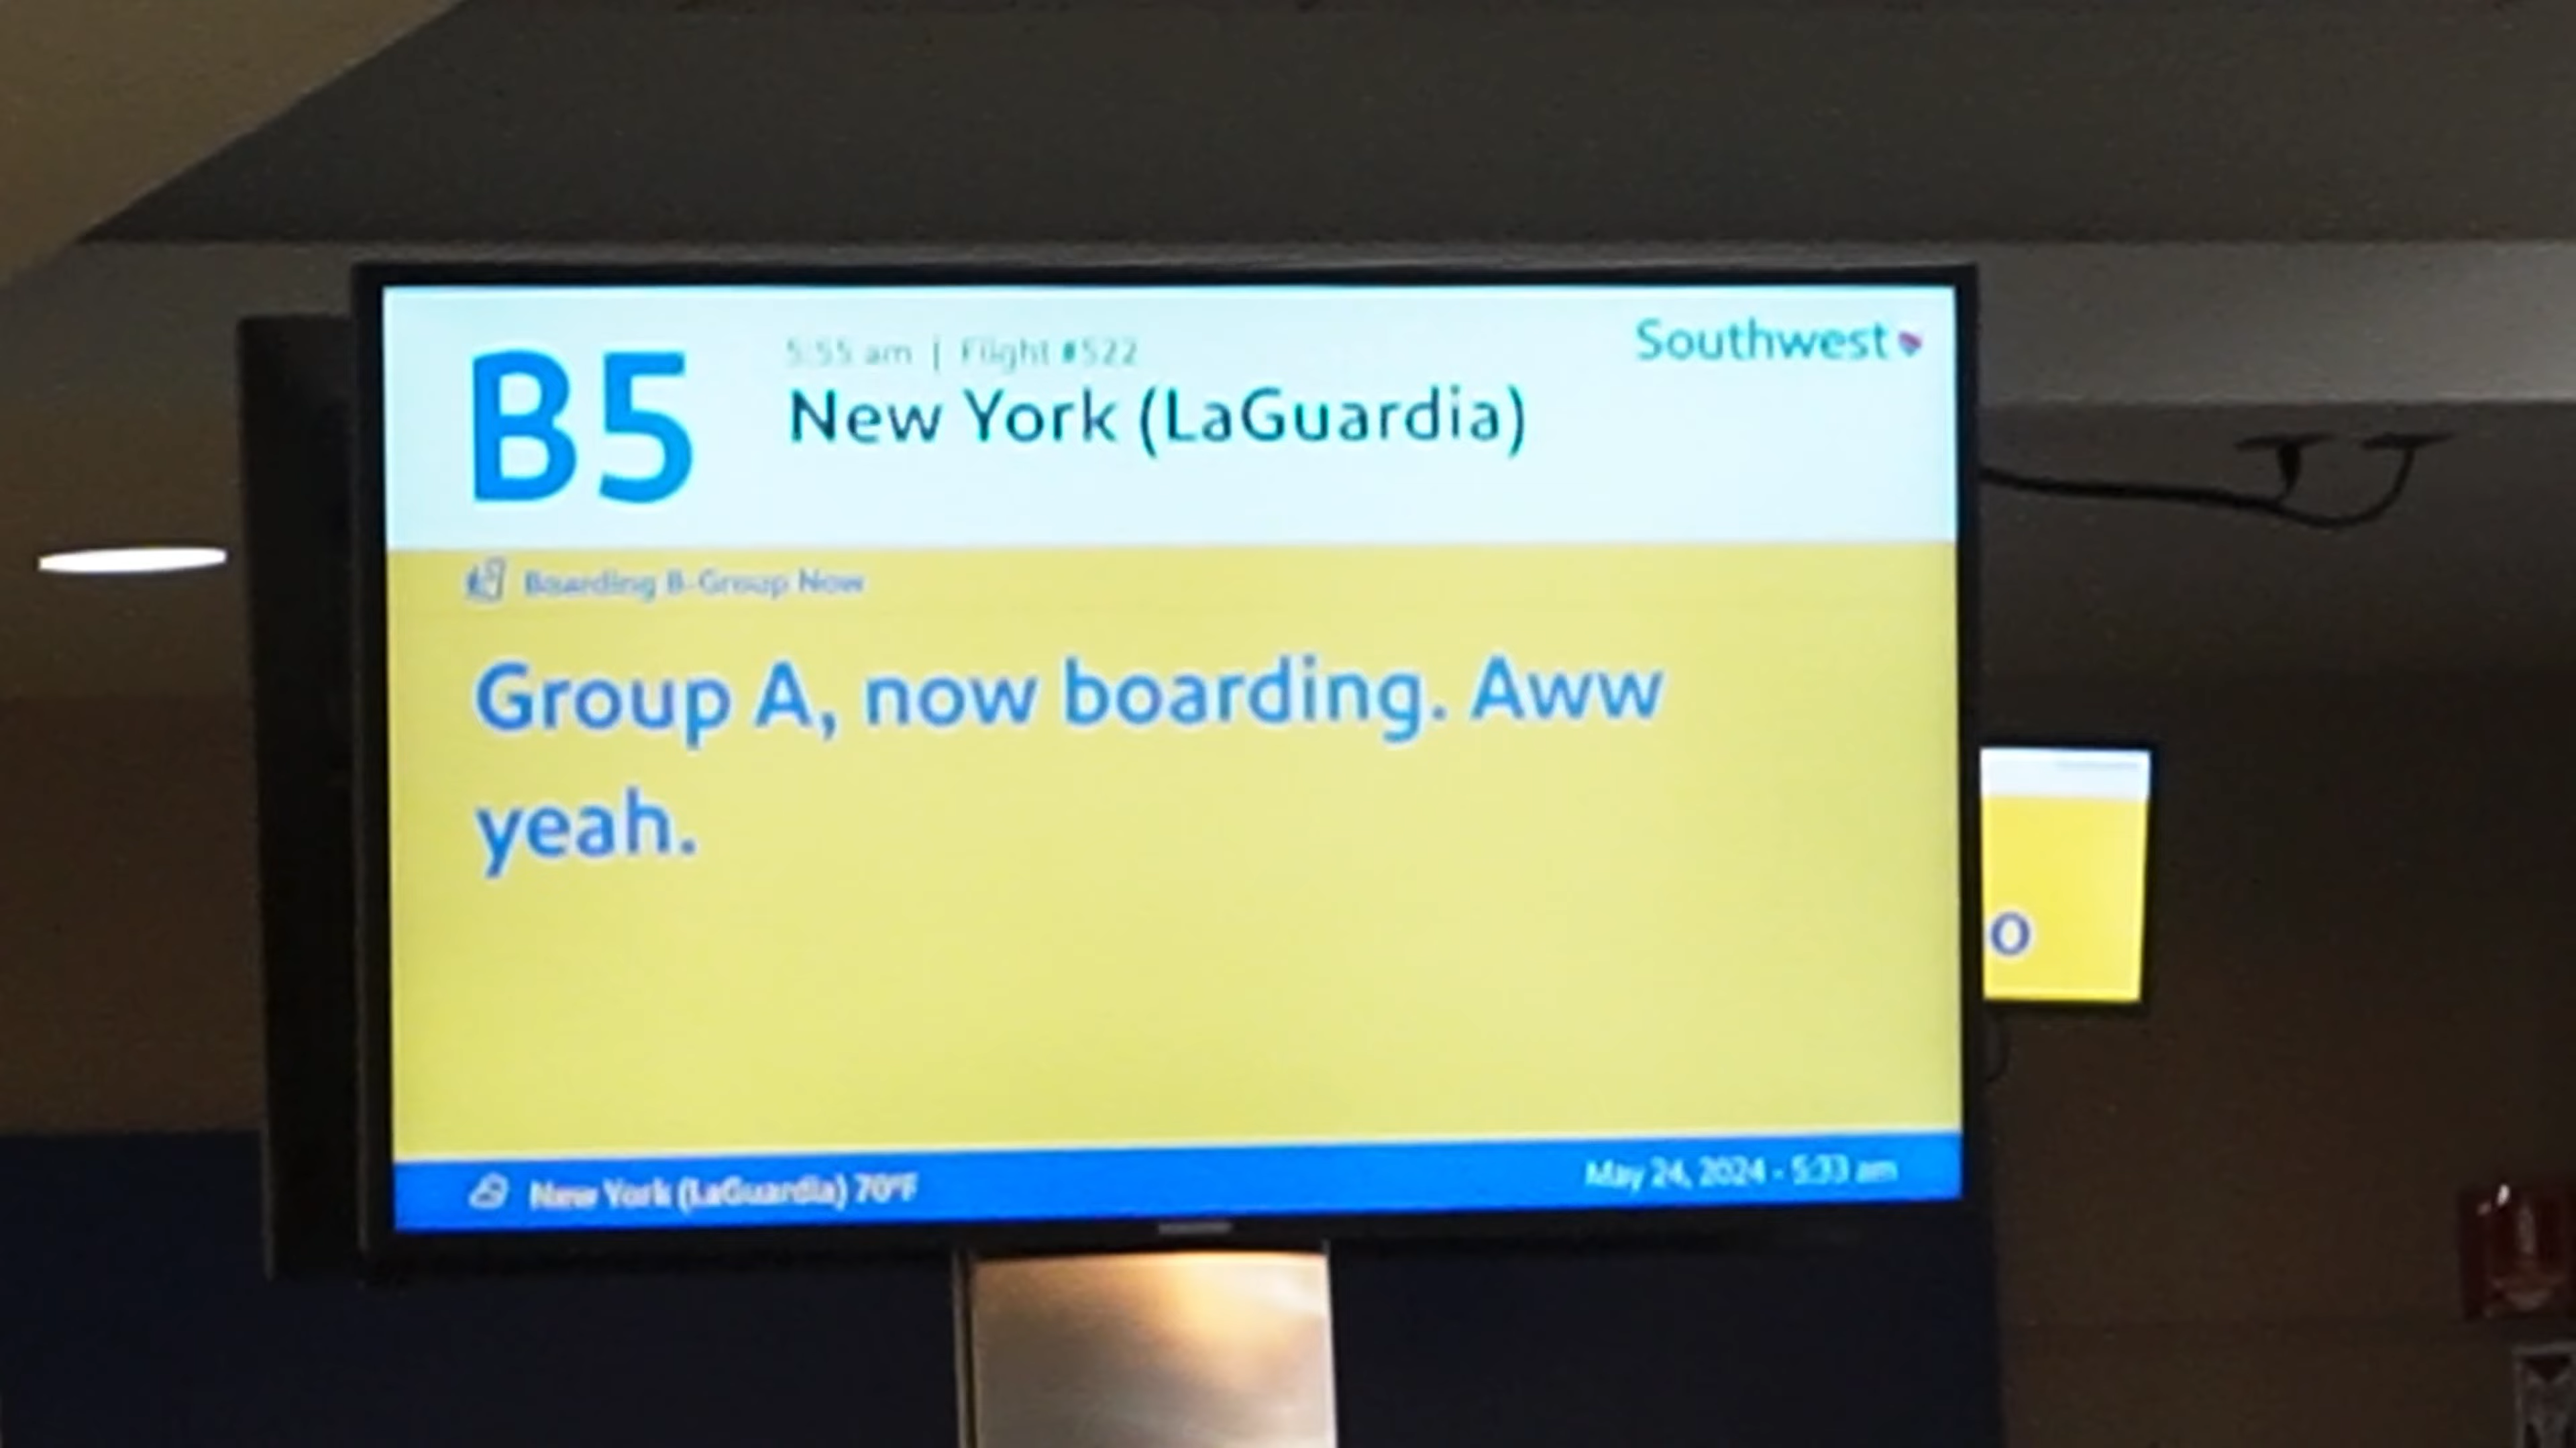 B5
5:55 am | Flight #522
New York (LaGuardia)
Southwest
Boarding B-Group Now
Group A, now boarding. Aww
yeah.
o
New York (LaGuardia) 70°F
May 24, 2024 - 5:33 am